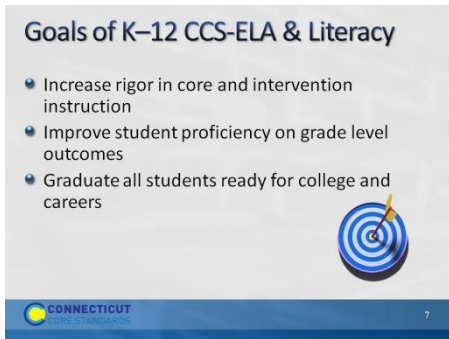 Goals of K–12 CCS-ELA & Literacy
Increase rigor in core and intervention
instruction
Improve student proficiency on grade level
outcomes
Graduate all students ready for college and
careers
CONNECTICUT
CORE STANDARDS
7